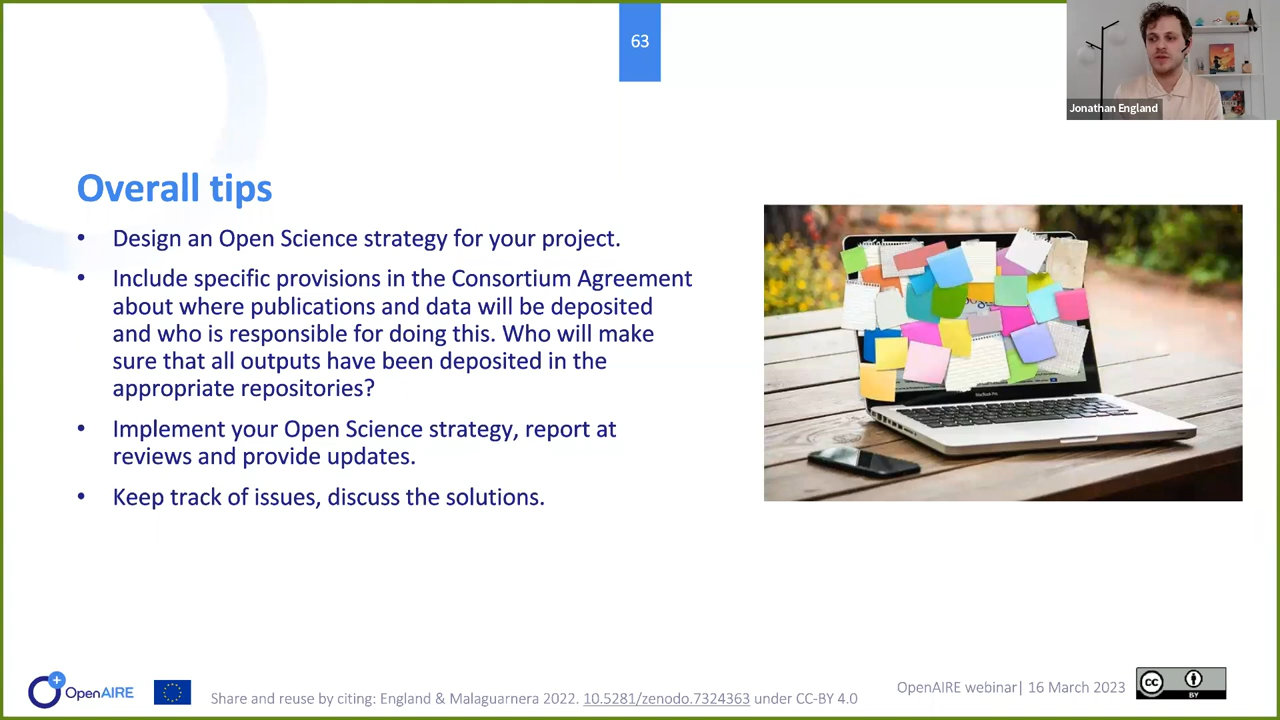 63
Jonathan England
Overall tips
• Design an Open Science strategy for your project.
• Include specific provisions in the Consortium Agreement
about where publications and data will be deposited
and who is responsible for doing this. Who will make
sure that all outputs have been deposited in the
appropriate repositories?
• Implement your Open Science strategy, report at
reviews and provide updates.
• Keep track of issues, discuss the solutions.
MacBook Pro
OpenAIRE
Share and reuse by citing: England & Malaguarnera 2022. 10.5281/zenodo.7324363 under CC-BY 4.0
OpenAIRE webinar| 16 March 2023
cc
BY